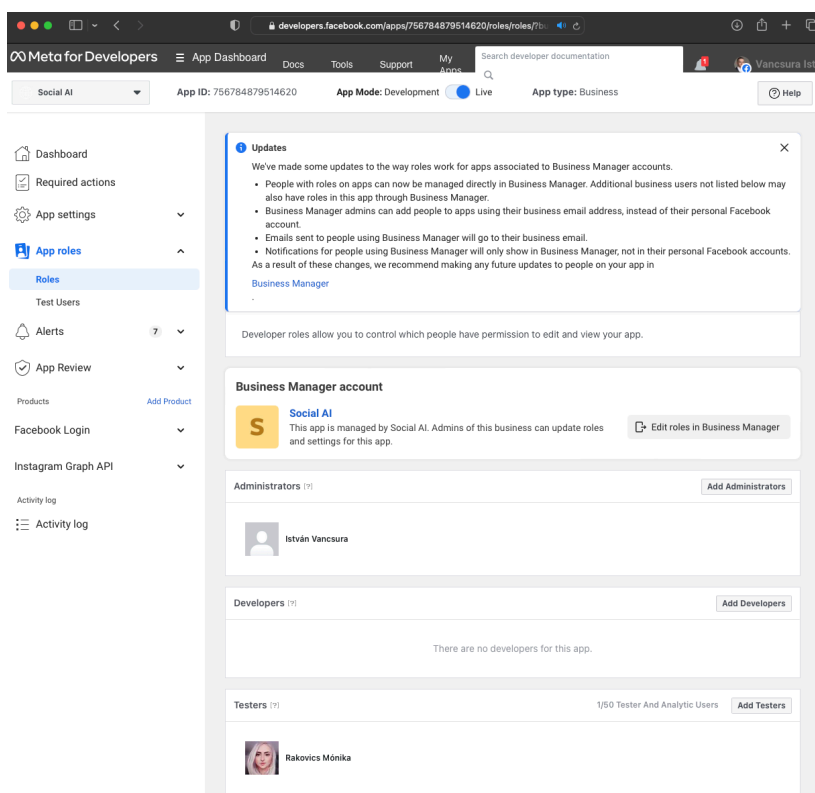 developers.facebook.com/apps/756784879514620/roles/roles/?bu
Meta for Developers
App Dashboard
Docs
Tools
Support
My Apps
Search developer documentation
1
Vancsura Ist
Social AI
App ID: 756784879514620
App Mode: Development
Live
App type: Business
Help
Dashboard
Required actions
App settings
App roles
Roles
Test Users
Alerts
7
App Review
Products
Add Product
Facebook Login
Instagram Graph API
Activity log
Activity log
Updates
We've made some updates to the way roles work for apps associated to Business Manager accounts.
• People with roles on apps can now be managed directly in Business Manager. Additional business users not listed below may
also have roles in this app through Business Manager.
• Business Manager admins can add people to apps using their business email address, instead of their personal Facebook
account.
• Emails sent to people using Business Manager will go to their business email.
• Notifications for people using Business Manager will only show in Business Manager, not in their personal Facebook accounts.
As a result of these changes, we recommend making any future updates to people on your app in
Business Manager
.
Developer roles allow you to control which people have permission to edit and view your app.
Business Manager account
S
Social AI
This app is managed by Social AI. Admins of this business can update roles
and settings for this app.
Edit roles in Business Manager
Administrators [?]
Add Administrators
István Vancsura
Developers [?]
Add Developers
There are no developers for this app.
Testers [?]
1/50 Tester And Analytic Users
Add Testers
Rakovics Mónika